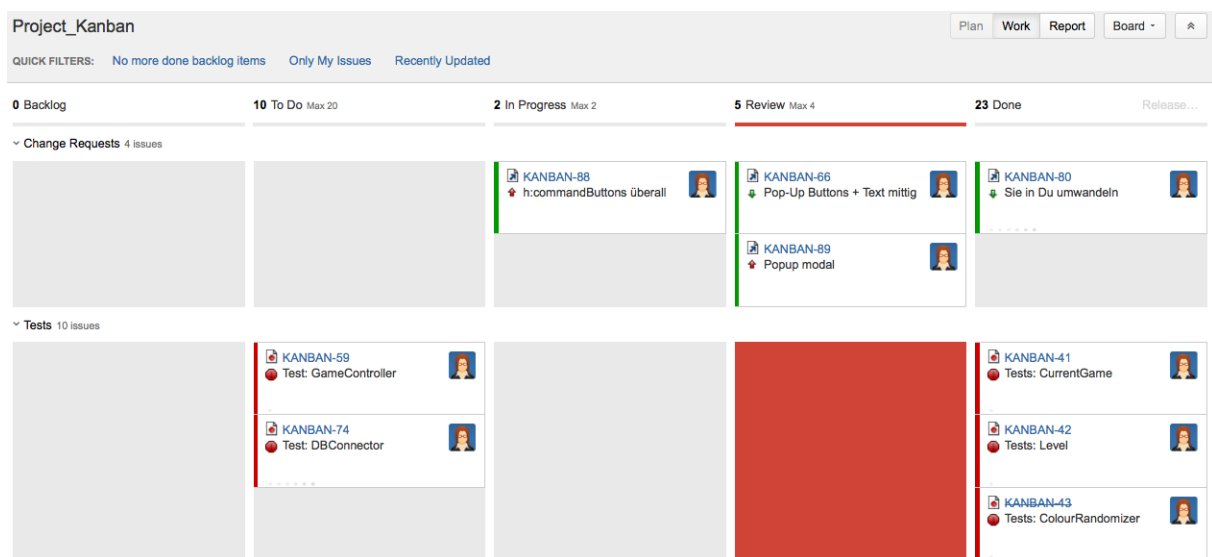 Project_Kanban
Plan Work Report Board
QUICK FILTERS: No more done backlog items Only My Issues Recently Updated
0 Backlog 10 To Do Max 20 2 In Progress Max 2 5 Review Max 4 23 Done Release...
Change Requests 4 issues
KANBAN-88
h:commandButtons überall
KANBAN-66
Pop-Up Buttons + Text mittig
KANBAN-80
Sie in Du umwandeln
KANBAN-89
Popup modal
Tests 10 issues
KANBAN-59
Test: GameController
KANBAN-41
Tests: CurrentGame
KANBAN-74
Test: DBConnector
KANBAN-42
Tests: Level
KANBAN-43
Tests: ColourRandomizer